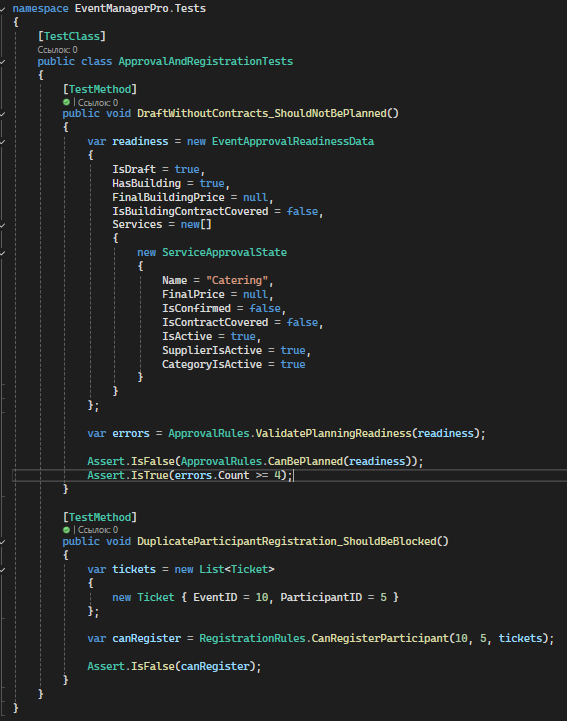 namespace EventManagerPro.Tests
{
[TestClass]
Ссылок: 0
public class ApprovalAndRegistrationTests
{
[TestMethod]
| Ссылок: 0
public void DraftWithoutContracts_ShouldNotBePlanned()
{
var readiness = new EventApprovalReadinessData
{
IsDraft = true,
HasBuilding = true,
FinalBuildingPrice = null,
IsBuildingContractCovered = false,
Services = new[]
{
new ServiceApprovalState
{
Name = "Catering",
FinalPrice = null,
IsConfirmed = false,
IsContractCovered = false,
IsActive = true,
SupplierIsActive = true,
CategoryIsActive = true
}
}
};
var errors = ApprovalRules.ValidatePlanningReadiness(readiness);
Assert.IsFalse(ApprovalRules.CanBePlanned(readiness));
Assert.IsTrue(errors.Count >= 4);
}
[TestMethod]
| Ссылок: 0
public void DuplicateParticipantRegistration_ShouldBeBlocked()
{
var tickets = new List<Ticket>
{
new Ticket { EventID = 10, ParticipantID = 5 }
};
var canRegister = RegistrationRules.CanRegisterParticipant(10, 5, tickets);
Assert.IsFalse(canRegister);
}
}
}